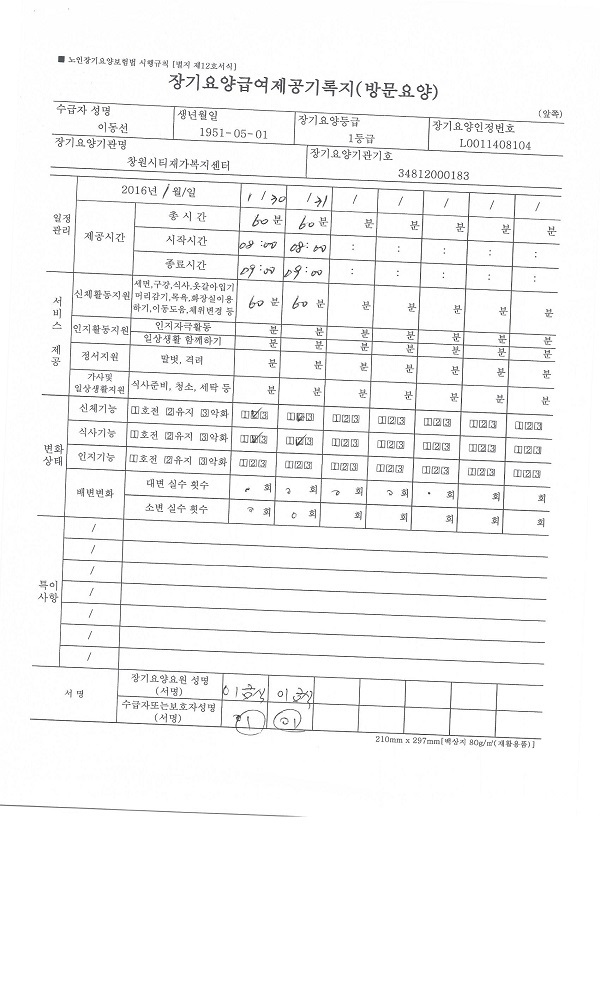 ■ 노인장기요양보험법 시행규칙 [별지 제12호서식]
장기요양급여제공기록지(방문요양)
(앞쪽)
수급자 성명 생년월일 장기요양등급 장기요양인정번호
이동선 1951-05-01 1등급 L0011408104
장기요양기관명 장기요양기관기호
창원시티재가복지센터 34812000183
일정관리 2016년 /월/일 1/30 1/31 / / / / /
제공시간 총 시간 60분 60분 분 분 분 분 분
시작시간 08:00 08:00 : : : : :
종료시간 09:00 09:00 : : : : :
서비스 제공 신체활동지원 세면,구강,식사,옷갈아입기
머리감기,목욕,화장실이용 60분 60분 분 분 분 분 분
하기,이동도움,체위변경 등
인지활동지원 인지자극활동 분 분 분 분 분 분 분
일상생활 함께하기 분 분 분 분 분 분 분
정서지원 말벗, 격려 분 분 분 분 분 분 분
가사및
일상생활지원 식사준비, 청소, 세탁 등 분 분 분 분 분 분 분
변화상태 신체기능 1호전 2유지 3악화 123 123 123 123 123 123 123
식사기능 1호전 2유지 3악화 123 123 123 123 123 123 123
인지기능 1호전 2유지 3악화 123 123 123 123 123 123 123
배변변화 대변 실수 횟수 회 회 회 회 회 회 회
소변 실수 횟수 0 회 0 회 회 회 회 회 회
특이사항 /
/
/
/
/
/
/
서 명 장기요양요원 성명
(서명) 이금식 이금식
수급자또는보호자성명
(서명)
210mm x 297mm[백상지 80g/㎡(재활용품)]